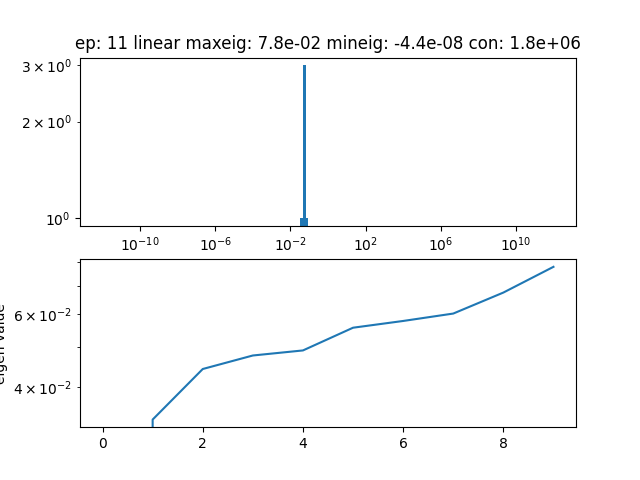 ep: 11 linear maxeig: 7.8e-02 mineig: -4.4e-08 con: 1.8e+06
3 × 10⁰
2 × 10⁰
10⁰
10⁻¹⁰ 10⁻⁶ 10⁻² 10² 10⁶ 10¹⁰
6 × 10⁻²
4 × 10⁻²
eigen value
0 2 4 6 8